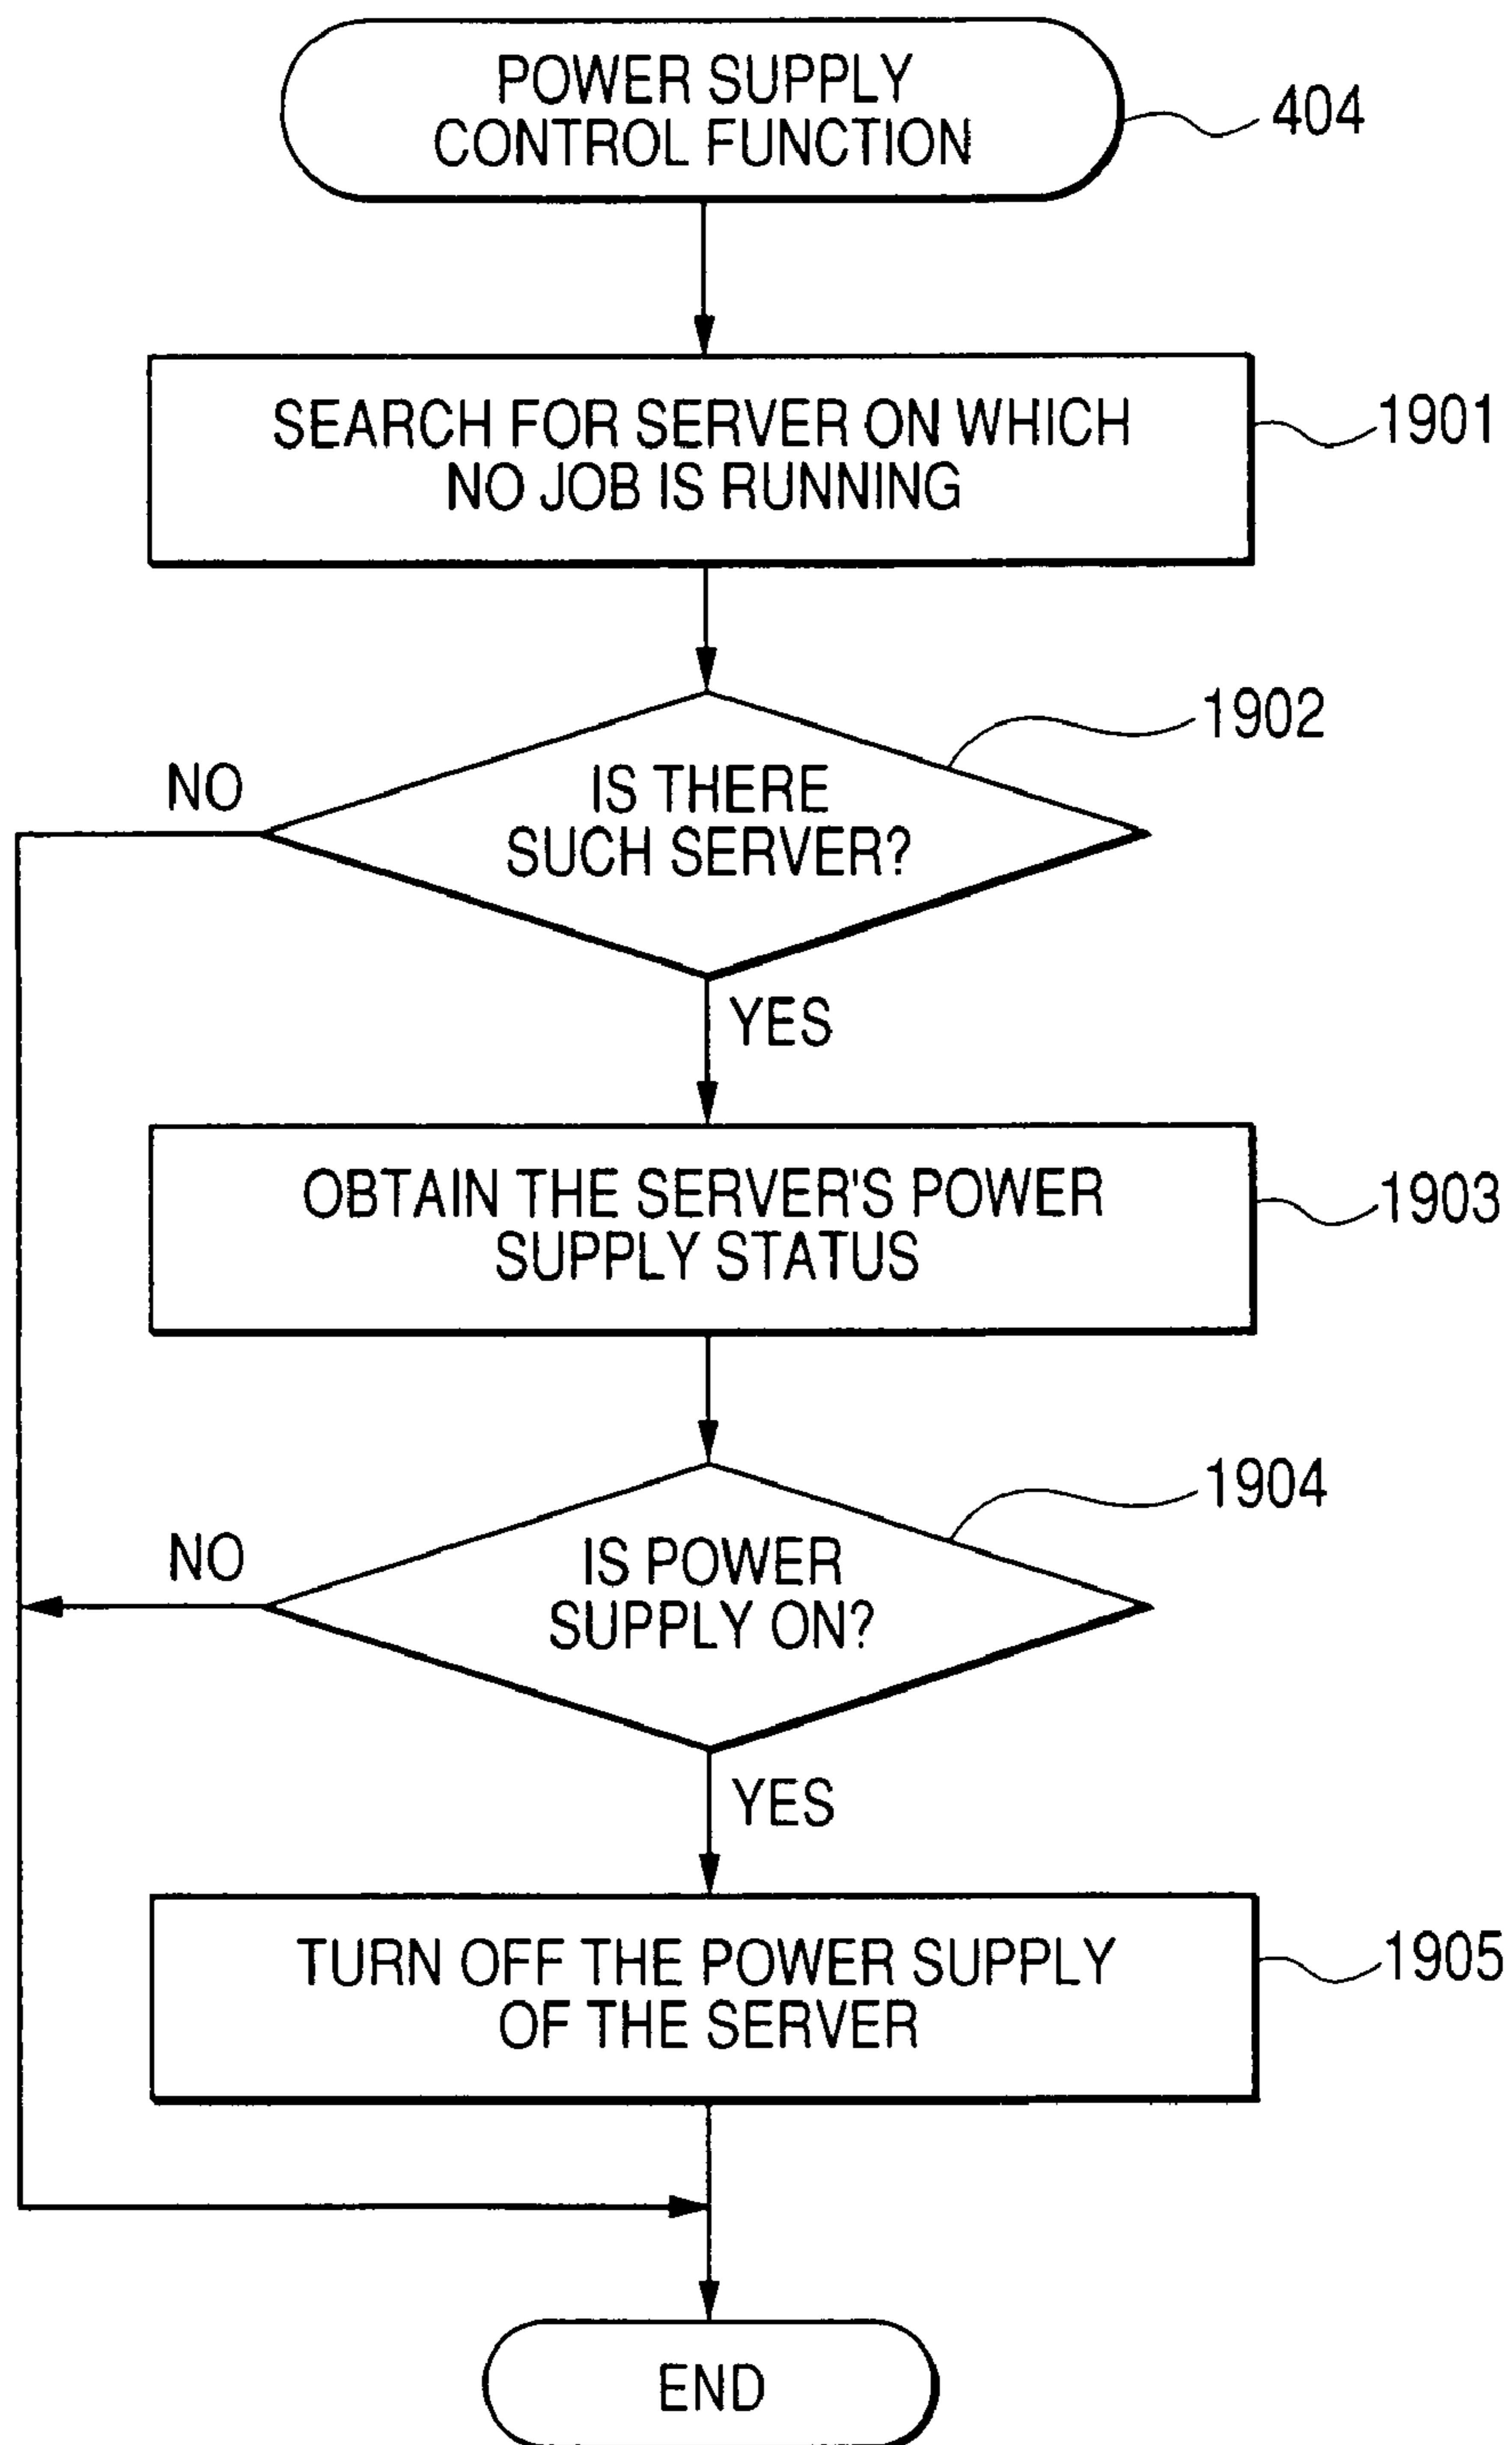 POWER SUPPLY
CONTROL FUNCTION
404
SEARCH FOR SERVER ON WHICH
NO JOB IS RUNNING
1901
1902
NO
IS THERE
SUCH SERVER?
YES
OBTAIN THE SERVER'S POWER
SUPPLY STATUS
1903
1904
NO
IS POWER
SUPPLY ON?
YES
TURN OFF THE POWER SUPPLY
OF THE SERVER
1905
END